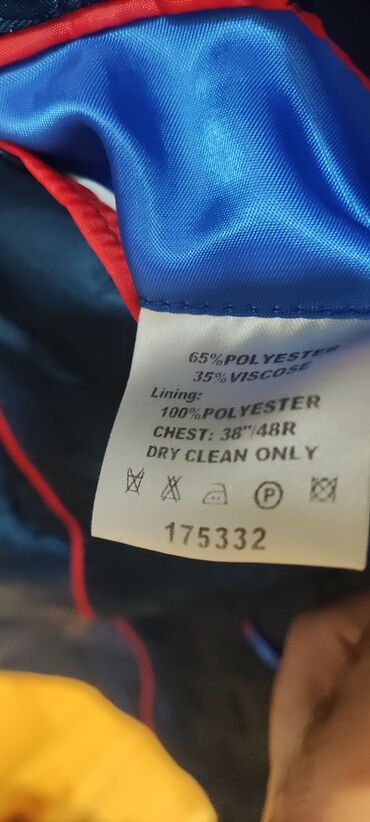 65%POLYESTER
35%VISCOSE
Lining:
100%POLYESTER
CHEST: 38"/48R
DRY CLEAN ONLY
P
175332